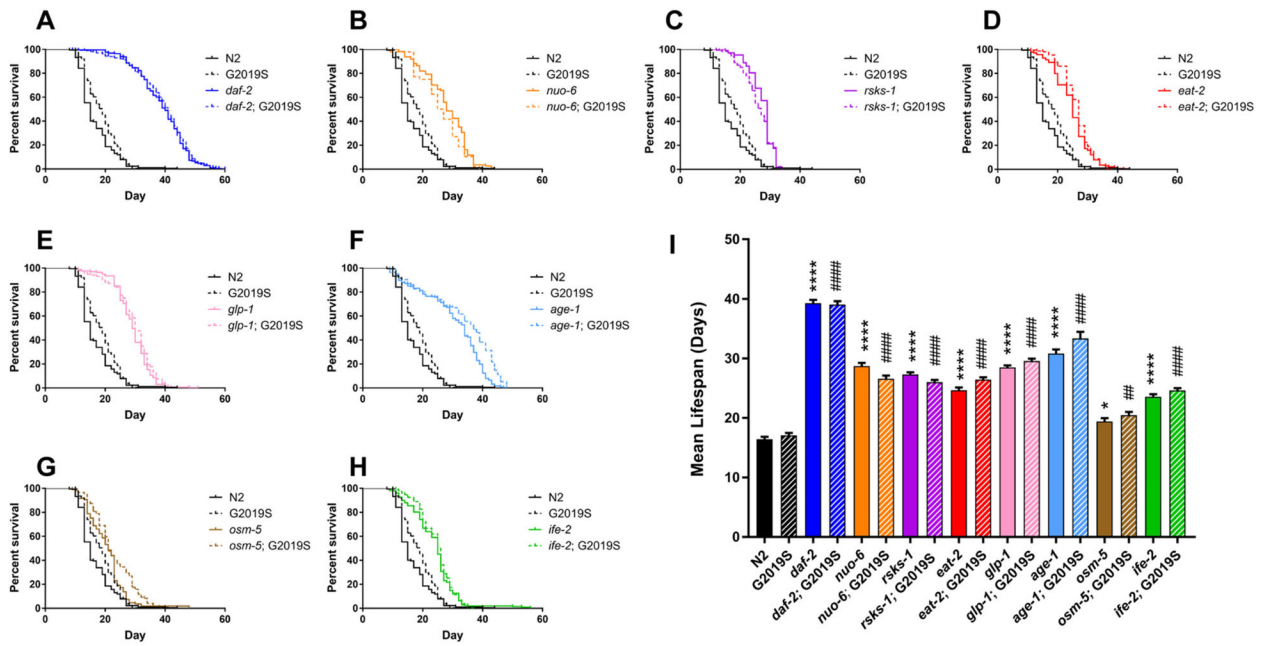 A
Percent survival
100
80
60
40
20
0
0
20
40
60
Day
N2
G2019S
daf-2
daf-2; G2019S
B
Percent survival
100
80
60
40
20
0
0
20
40
60
Day
N2
G2019S
nuo-6
nuo-6; G2019S
C
Percent survival
100
80
60
40
20
0
0
20
40
60
Day
N2
G2019S
rsks-1
rsks-1; G2019S
D
Percent survival
100
80
60
40
20
0
0
20
40
60
Day
N2
G2019S
eat-2
eat-2; G2019S
E
Percent survival
100
80
60
40
20
0
0
20
40
60
Day
N2
G2019S
glp-1
glp-1; G2019S
F
Percent survival
100
80
60
40
20
0
0
20
40
60
Day
N2
G2019S
age-1
age-1; G2019S
G
Percent survival
100
80
60
40
20
0
0
20
40
60
Day
N2
G2019S
osm-5
osm-5; G2019S
H
Percent survival
100
80
60
40
20
0
0
20
40
60
Day
N2
G2019S
ife-2
ife-2; G2019S
I
Mean Lifespan (Days)
50
40
30
20
10
0
****
####
****
####
****
####
****
####
****
####
****
####
*
##
****
####
N2
G2019S
daf-2
daf-2; G2019S
nuo-6
nuo-6; G2019S
rsks-1
rsks-1; G2019S
eat-2
eat-2; G2019S
glp-1
glp-1; G2019S
age-1
age-1; G2019S
osm-5
osm-5; G2019S
ife-2
ife-2; G2019S